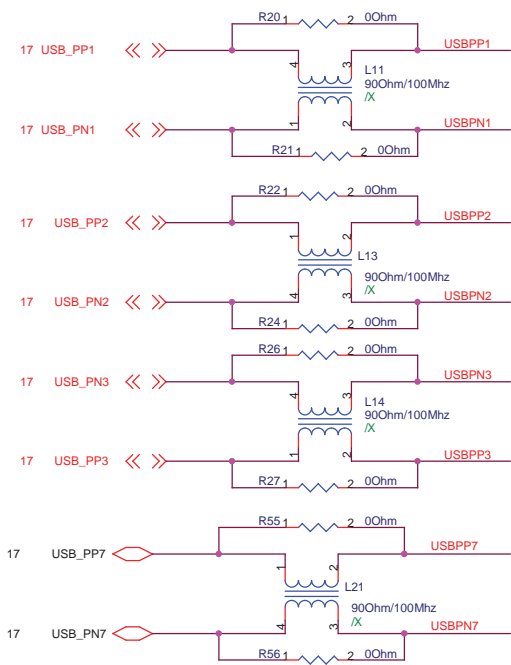 R20 1 2 0Ohm
17 USB_PP1 USBPP1
4 3 L11
90Ohm/100Mhz
/X
1 2
17 USB_PN1 USBPN1
R21 1 2 0Ohm
R22 1 2 0Ohm
17 USB_PP2 USBPP2
1 2
L13
90Ohm/100Mhz
4 3 /X
17 USB_PN2 USBPN2
R24 1 2 0Ohm
R26 1 2 0Ohm
17 USB_PN3 USBPN3
4 3 L14
90Ohm/100Mhz
/X
1 2
17 USB_PP3 USBPP3
R27 1 2 0Ohm
R55 1 2 0Ohm
17 USB_PP7 USBPP7
1 2
L21
90Ohm/100Mhz
4 3 /X
17 USB_PN7 USBPN7
R56 1 2 0Ohm